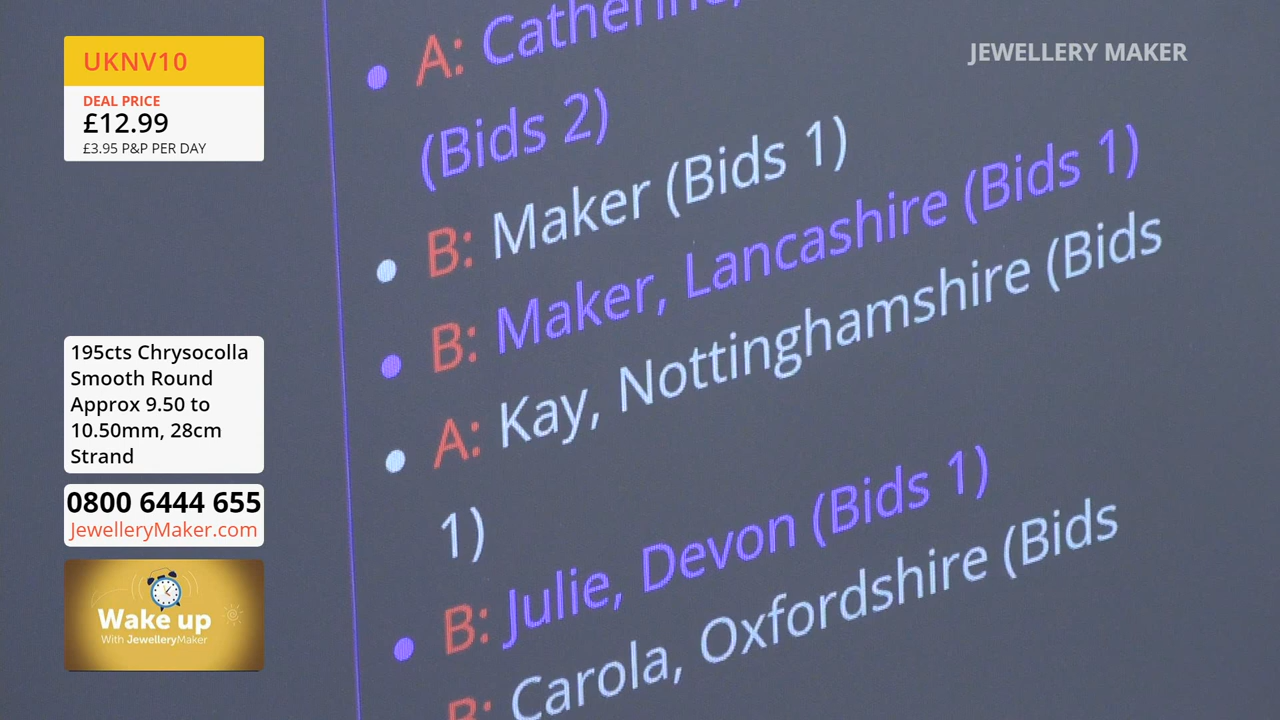 UKNV10
DEAL PRICE
£12.99
£3.95 P&P PER DAY
195cts Chrysocolla
Smooth Round
Approx 9.50 to
10.50mm, 28cm
Strand
0800 6444 655
JewelleryMaker.com
Wake up
With JewelleryMaker
JEWELLERY MAKER
A: Catherine,
(Bids 2)
B: Maker (Bids 1)
B: Maker, Lancashire (Bids 1)
A: Kay, Nottinghamshire (Bids
1)
B: Julie, Devon (Bids 1)
B: Carola, Oxfordshire (Bids